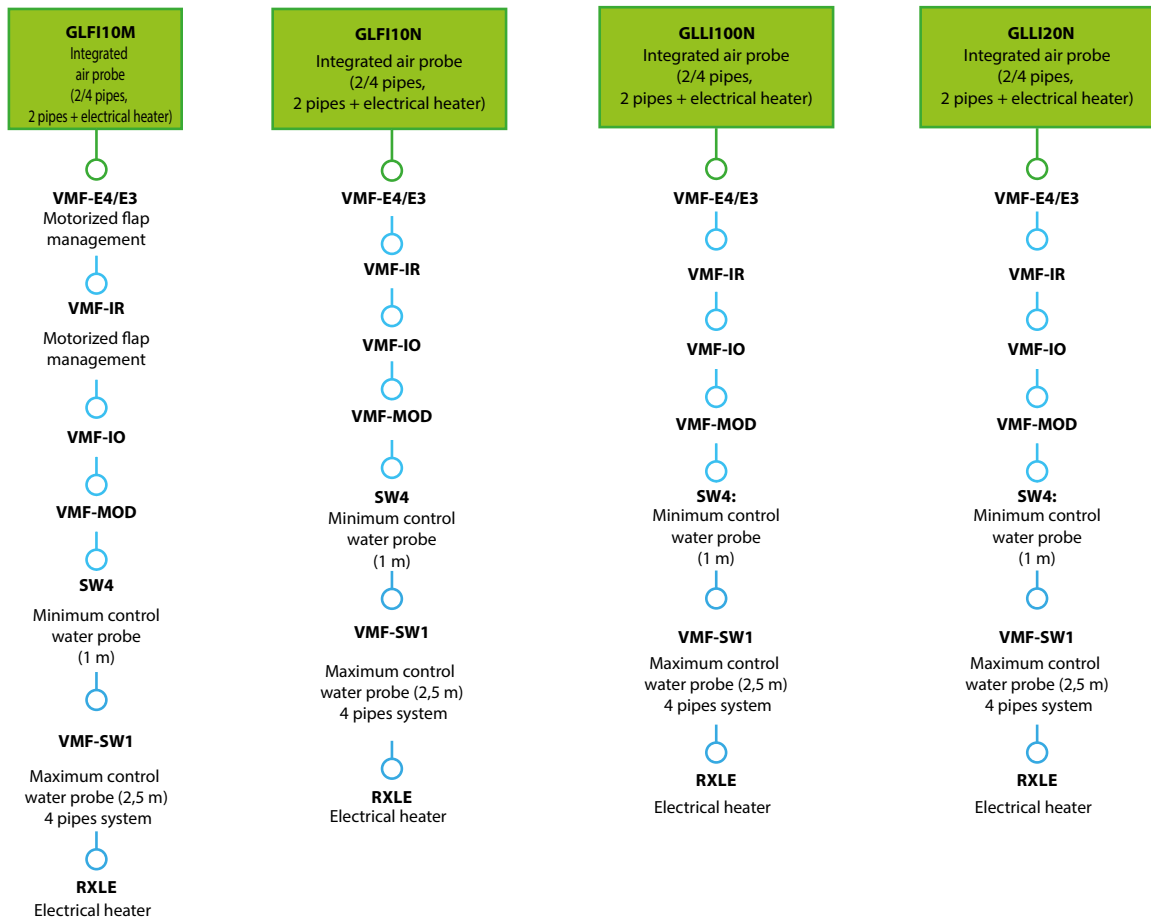 GLFI10M
Integrated
air probe
(2/4 pipes,
2 pipes + electrical heater)
VMF-E4/E3
Motorized flap
management
VMF-IR
Motorized flap
management
VMF-IO
VMF-MOD
SW4
Minimum control
water probe
(1 m)
VMF-SW1
Maximum control
water probe (2,5 m)
4 pipes system
RXLE
Electrical heater
GLFI10N
Integrated air probe
(2/4 pipes,
2 pipes + electrical heater)
VMF-E4/E3
VMF-IR
VMF-IO
VMF-MOD
SW4
Minimum control
water probe
(1 m)
VMF-SW1
Maximum control
water probe (2,5 m)
4 pipes system
RXLE
Electrical heater
GLLI100N
Integrated air probe
(2/4 pipes,
2 pipes + electrical heater)
VMF-E4/E3
VMF-IR
VMF-IO
VMF-MOD
SW4:
Minimum control
water probe
(1 m)
VMF-SW1
Maximum control
water probe (2,5 m)
4 pipes system
RXLE
Electrical heater
GLLI20N
Integrated air probe
(2/4 pipes,
2 pipes + electrical heater)
VMF-E4/E3
VMF-IR
VMF-IO
VMF-MOD
SW4:
Minimum control
water probe
(1 m)
VMF-SW1
Maximum control
water probe (2,5 m)
4 pipes system
RXLE
Electrical heater